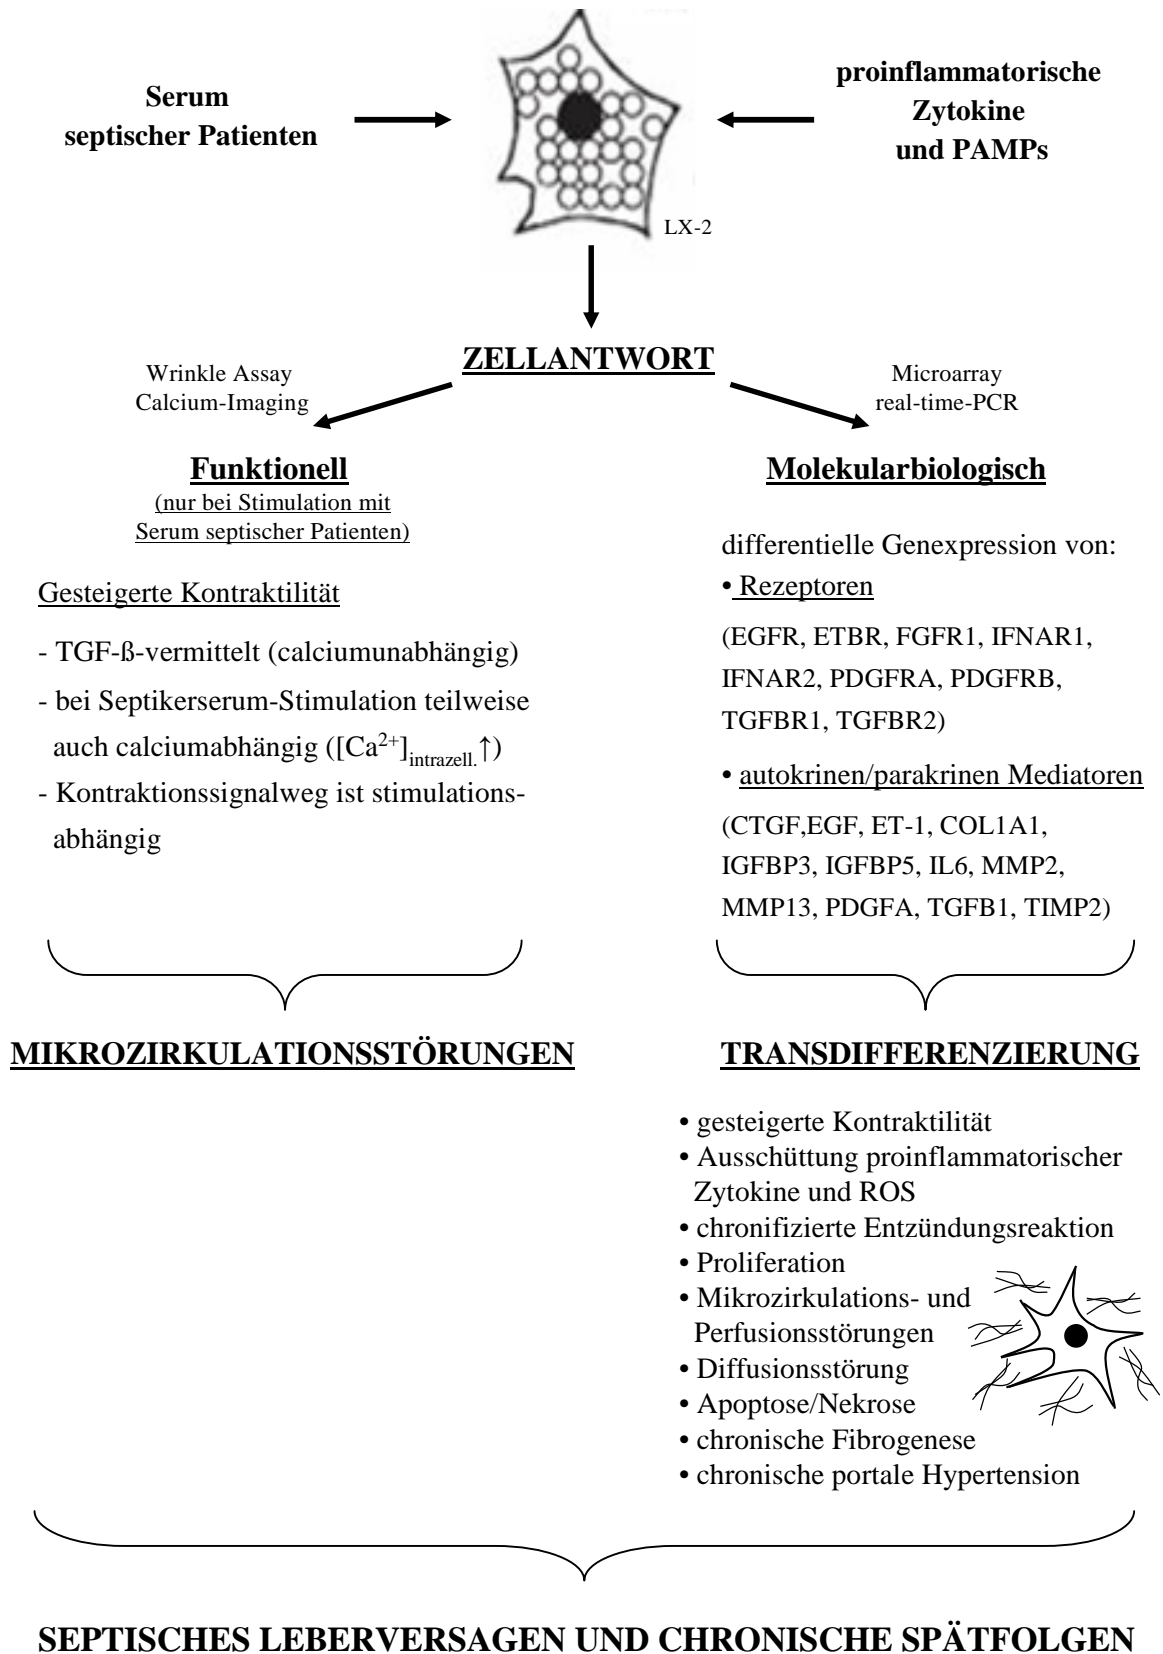 Serum
septischer Patienten
proinflammatorische
Zytokine
und PAMPs
LX-2
ZELLANTWORT
Wrinkle Assay
Calcium-Imaging
Microarray
real-time-PCR
Funktionell
(nur bei Stimulation mit
Serum septischer Patienten)
Gesteigerte Kontraktilität
- TGF-ß-vermittelt (calciumunabhängig)
- bei Septikerserum-Stimulation teilweise
auch calciumabhängig ([Ca²⁺]intrazell.↑)
- Kontraktionssignalweg ist stimulations-
abhängig
Molekularbiologisch
differentielle Genexpression von:
• Rezeptoren
(EGFR, ETBR, FGFR1, IFNAR1,
IFNAR2, PDGFRA, PDGFRB,
TGFBR1, TGFBR2)
• autokrinen/parakrinen Mediatoren
(CTGF,EGF, ET-1, COL1A1,
IGFBP3, IGFBP5, IL6, MMP2,
MMP13, PDGFA, TGFB1, TIMP2)
MIKROZIRKULATIONSSTÖRUNGEN
TRANSDIFFERENZIERUNG
• gesteigerte Kontraktilität
• Ausschüttung proinflammatorischer
Zytokine und ROS
• chronifizierte Entzündungsreaktion
• Proliferation
• Mikrozirkulations- und
Perfusionsstörungen
• Diffusionsstörung
• Apoptose/Nekrose
• chronische Fibrogenese
• chronische portale Hypertension
SEPTISCHES LEBERVERSAGEN UND CHRONISCHE SPÄTFOLGEN